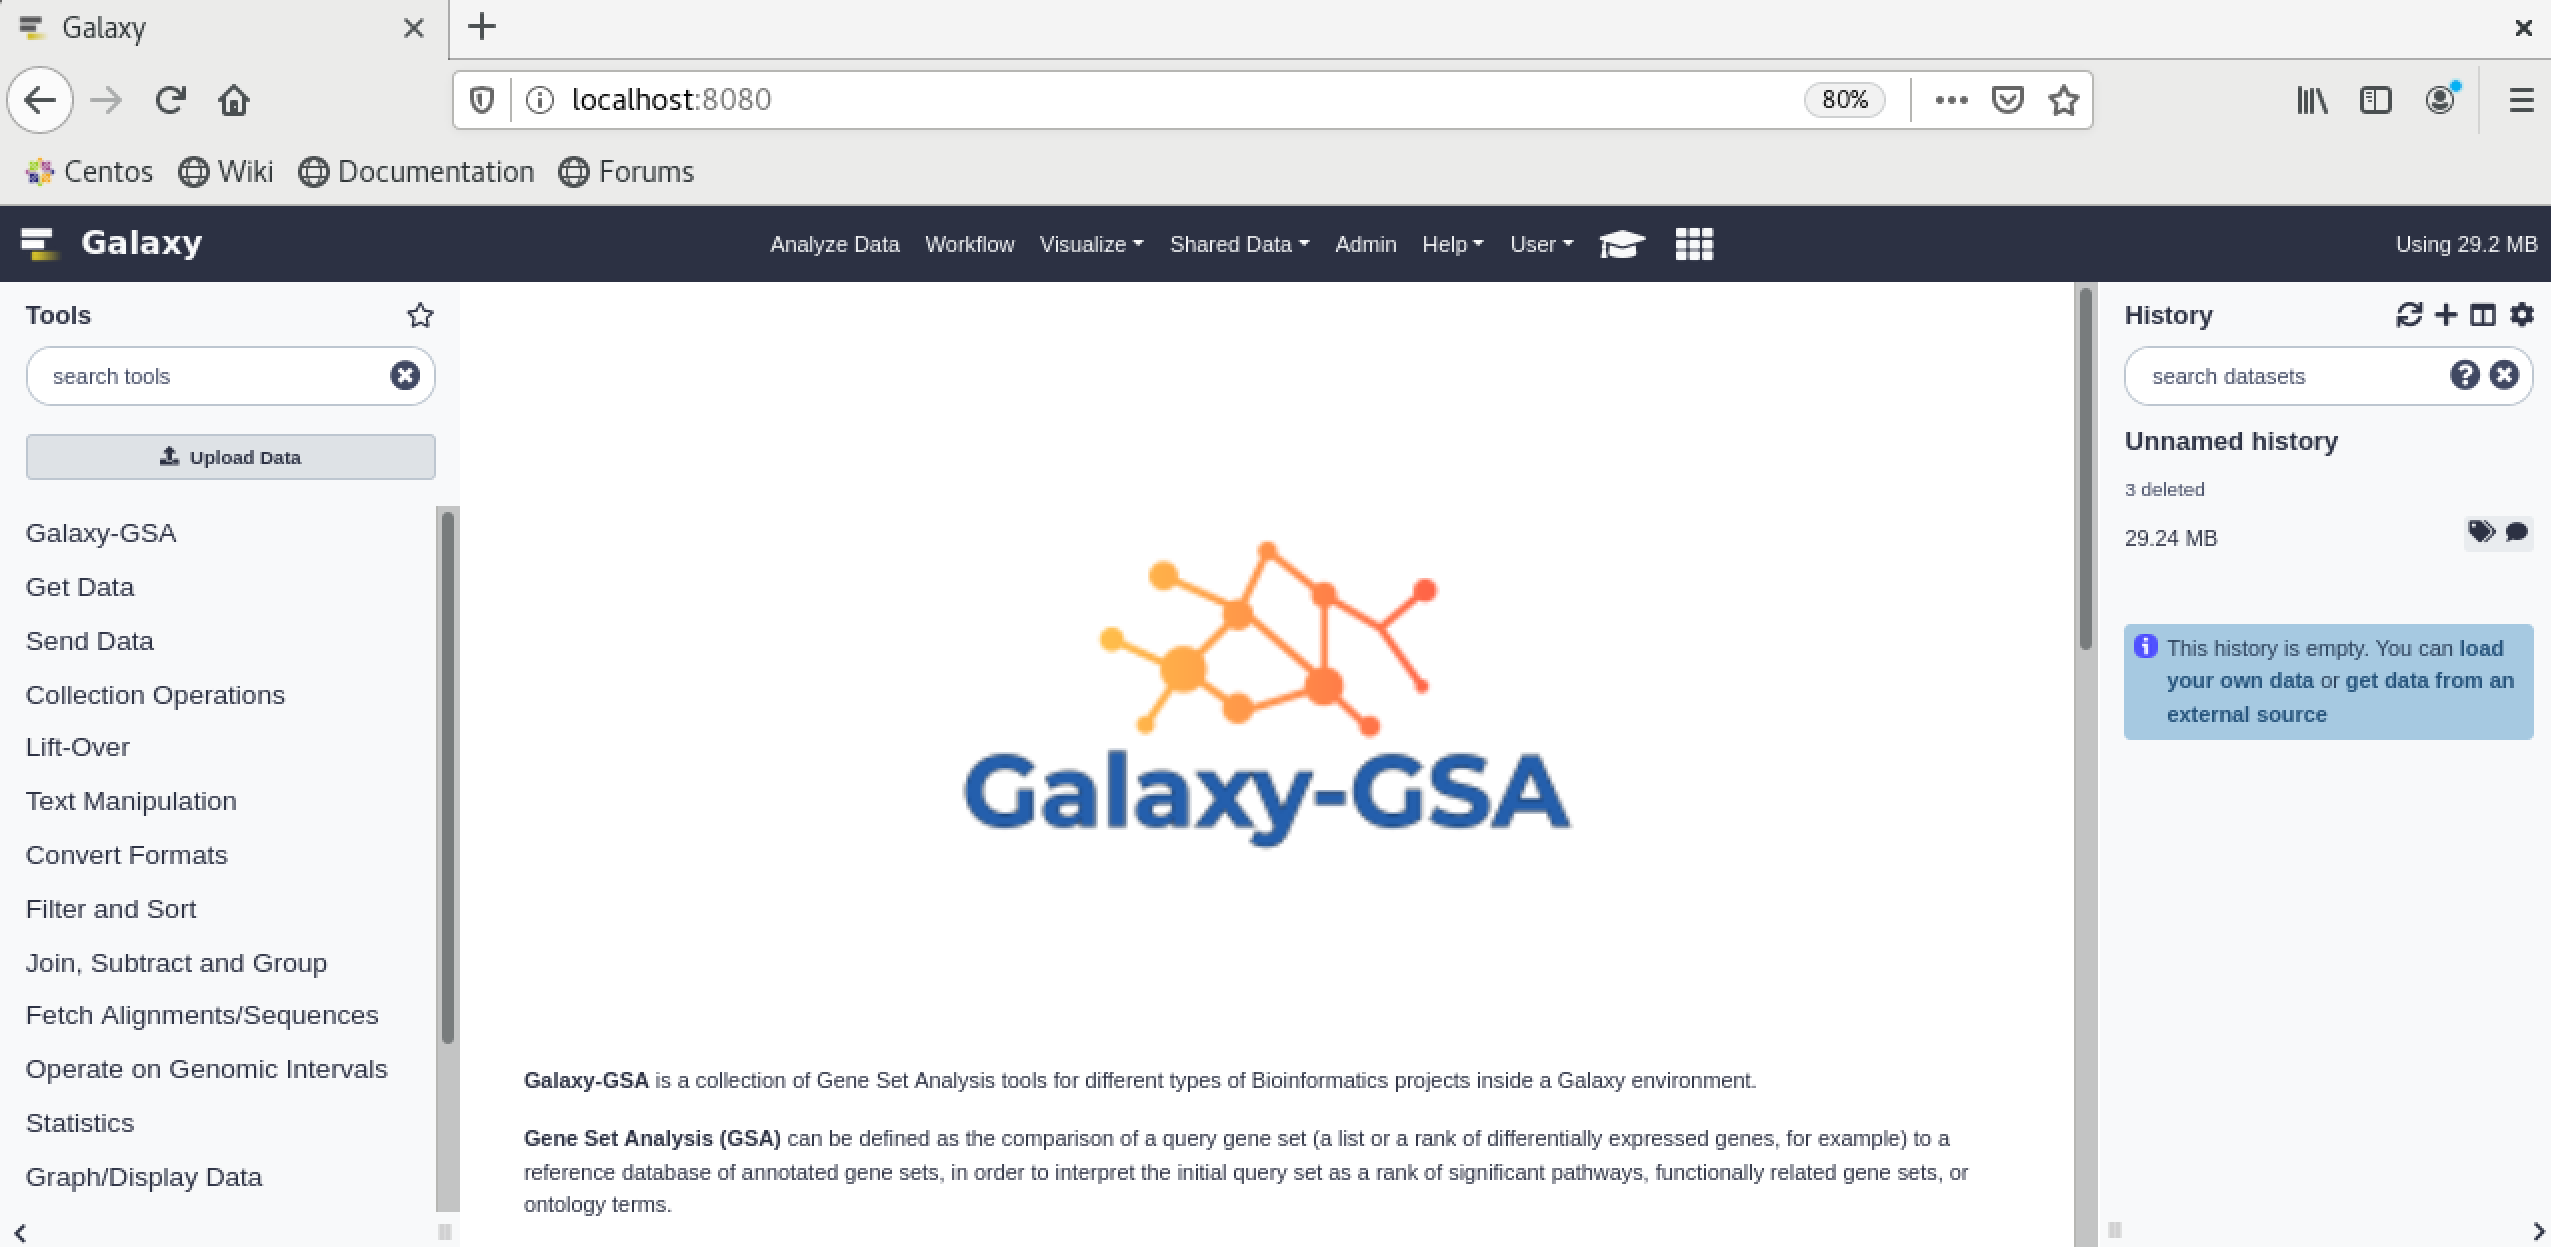 Galaxy
localhost:8080
80%
Centos Wiki Documentation Forums
Galaxy
Analyze Data Workflow Visualize Shared Data Admin Help User
Using 29.2 MB
Tools
search tools
Upload Data
Galaxy-GSA
Get Data
Send Data
Collection Operations
Lift-Over
Text Manipulation
Convert Formats
Filter and Sort
Join, Subtract and Group
Fetch Alignments/Sequences
Operate on Genomic Intervals
Statistics
Graph/Display Data
Galaxy-GSA
Galaxy-GSA is a collection of Gene Set Analysis tools for different types of Bioinformatics projects inside a Galaxy environment.
Gene Set Analysis (GSA) can be defined as the comparison of a query gene set (a list or a rank of differentially expressed genes, for example) to a
reference database of annotated gene sets, in order to interpret the initial query set as a rank of significant pathways, functionally related gene sets, or
ontology terms.
History
search datasets
Unnamed history
3 deleted
29.24 MB
This history is empty. You can load
your own data or get data from an
external source